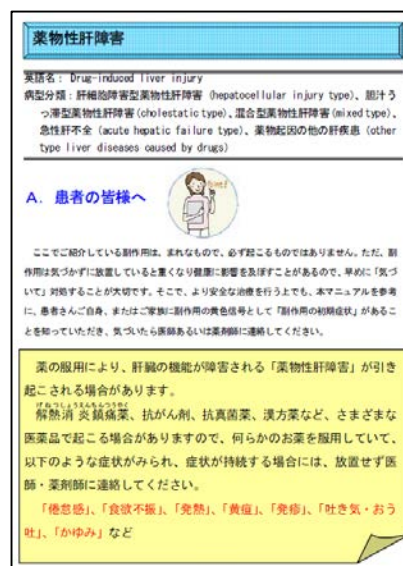 薬物性肝障害
英語名: Drug-induced liver injury
病型分類:肝細胞障害型薬物性肝障害 (hepatocellular injury type)、胆汁う
っ滞型肝障害(cholestatic type)、混合型薬物性肝障害(mixed type)、
急性肝不全 (acute hepatic failure type)、薬物起因の他の肝疾患 (other
type liver diseases caused by drugs)
A. 患者の皆様へ
ここでご紹介している副作用は、まれなもので、必ず起こるものではありません。ただ、副
作用は気づかずに放置していると重くなり健康に影響を及ぼすことがあるので、早めに「気づ
いて」対処することが大切です。そこで、より安全な治療を行う上でも、本マニュアルを参考
に、患者さんご自身、またはご家族に副作用の黄色信号として「副作用の初期症状」があるこ
とを知っていただき、気づいたら医師あるいは薬剤師に連絡してください。
薬の服用により、肝臓の機能が障害される「薬物性肝障害」が引き
起こされる場合があります。
げねつしょうえんちんつうやく
解熱消炎鎮痛薬、抗がん剤、抗真菌薬、漢方薬など、さまざまな
医薬品で起こる場合がありますので、何らかのお薬を服用していて、
以下のような症状がみられ、症状が持続する場合には、放置せず医
師・薬剤師に連絡してください。
「倦怠感」、「食欲不振」、「発熱」、「黄疸」、「発疹」、「吐き気・おう
吐」、「かゆみ」など